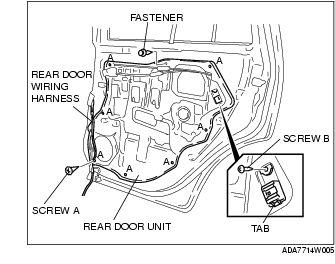 FASTENER
A
A
REAR DOOR
WIRING
HARNESS
A
A
SCREW B
A
A
A
SCREW A
REAR DOOR UNIT
TAB
ADA7714W005